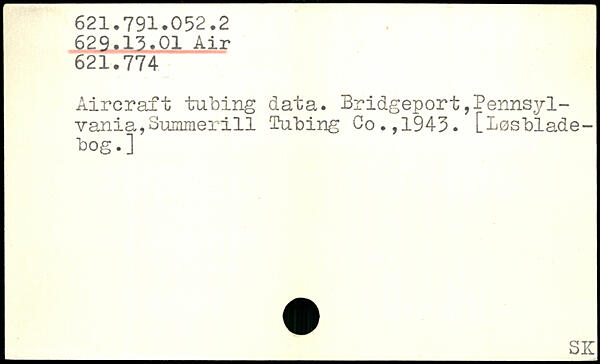 621.791.052.2
629.13.01 Air
621.774
Aircraft tubing data. Bridgeport,Pennsyl-
vania,Summerill Tubing Co.,1943. [Løsblade-
bog.]
SK